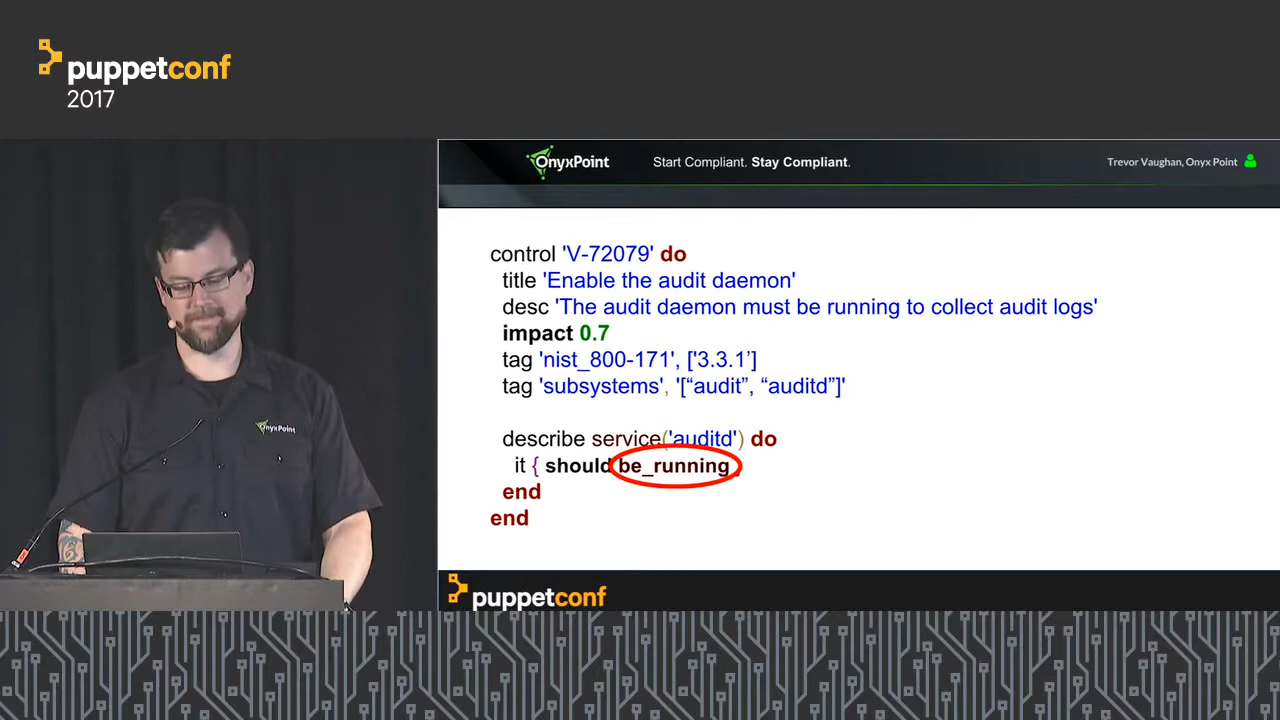 puppetconf
2017
OnyxPoint
Start Compliant. Stay Compliant.
Trevor Vaughan, Onyx Point
control 'V-72079' do
title 'Enable the audit daemon'
desc 'The audit daemon must be running to collect audit logs'
impact 0.7
tag 'nist_800-171', ['3.3.1’]
tag 'subsystems', '[“audit”, “auditd”]'
describe service('auditd') do
it { should be_running }
end
end
OnyxPoint
puppetconf